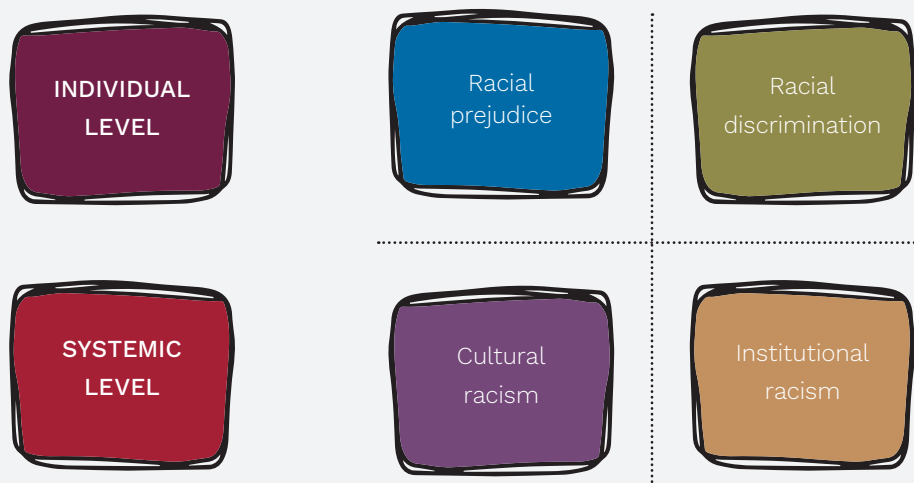 INDIVIDUAL
LEVEL
Racial
prejudice
Racial
discrimination
SYSTEMIC
LEVEL
Cultural
racism
Institutional
racism